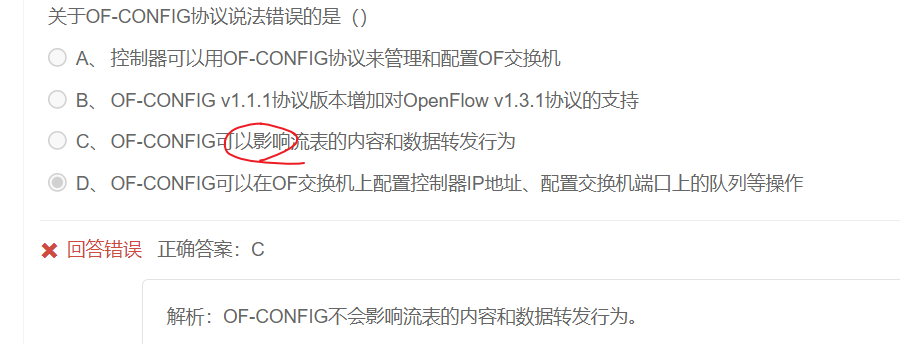 关于OF-CONFIG协议说法错误的是（）
A、 控制器可以用OF-CONFIG协议来管理和配置OF交换机
B、 OF-CONFIG v1.1.1协议版本增加对OpenFlow v1.3.1协议的支持
C、 OF-CONFIG可以影响流表的内容和数据转发行为
D、 OF-CONFIG可以在OF交换机上配置控制器IP地址、配置交换机端口上的队列等操作
回答错误 正确答案：C
解析：OF-CONFIG不会影响流表的内容和数据转发行为。